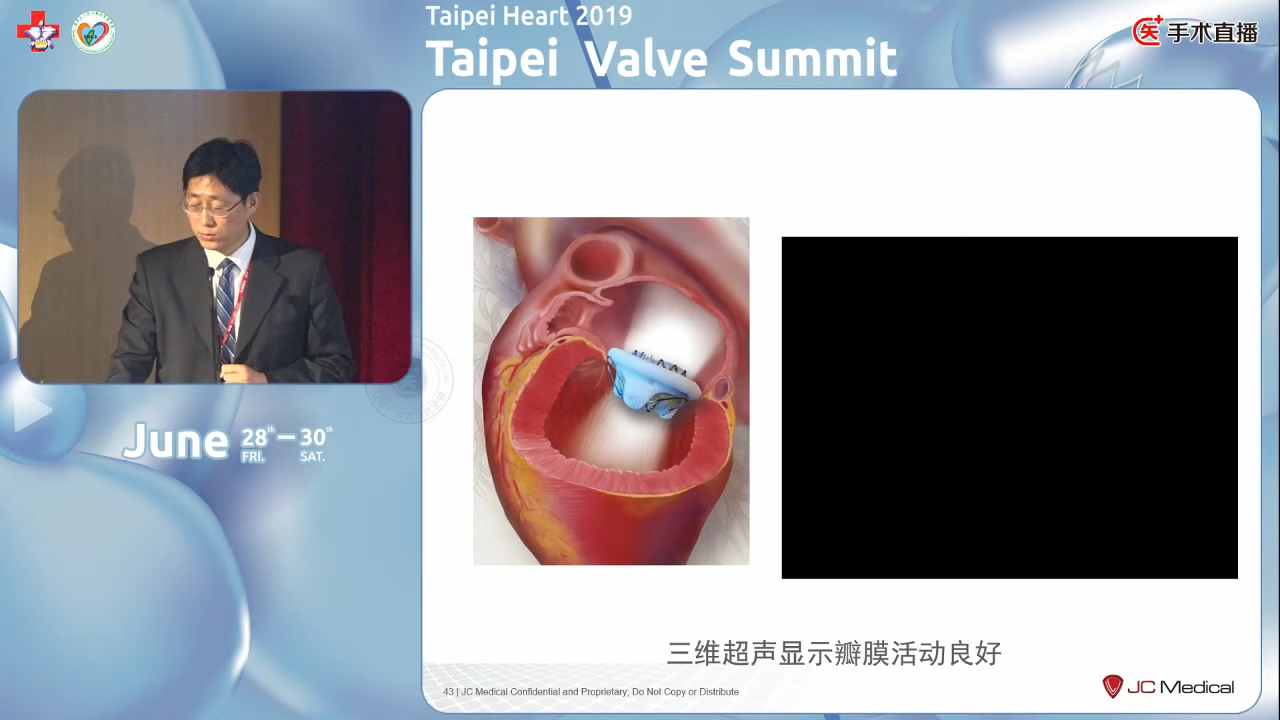 Taipei Heart 2019
Taipei Valve Summit
手术直播
June 28th — 30th
FRI. SAT.
三维超声显示瓣膜活动良好
43 | JC Medical Confidential and Proprietary; Do Not Copy or Distribute
JC Medical